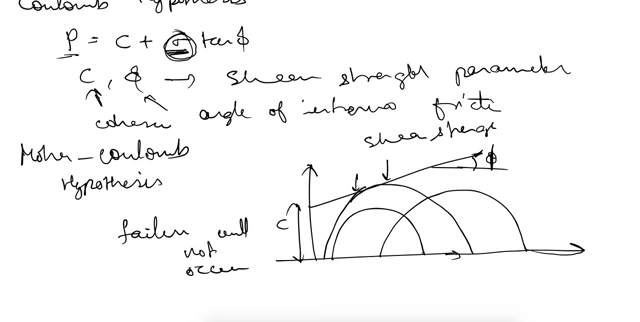 Coulomb Hypothesis
P = C + σ tan ϕ
C, ϕ → Shear strength parameter
cohesion angle of internal friction
Mohr - Coulomb
Hypothesis
shear strength
ϕ
C
failure will
not
occur